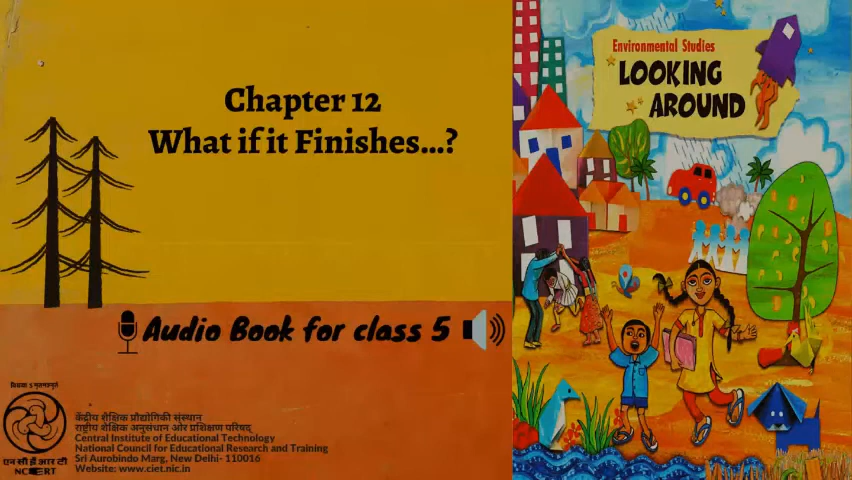 Chapter 12
What if it Finishes...?
Audio Book for class 5
केंद्रीय शैक्षिक प्रौद्योगिकी संस्थान
राष्ट्रीय शैक्षिक अनुसंधान और प्रशिक्षण परिषद्
Central Institute of Educational Technology
National Council for Educational Research and Training
Sri Aurobindo Marg, New Delhi- 110016
Website: www.ciet.nic.in
एन सी ई आर टी
NCERT
Environmental Studies
LOOKING
AROUND